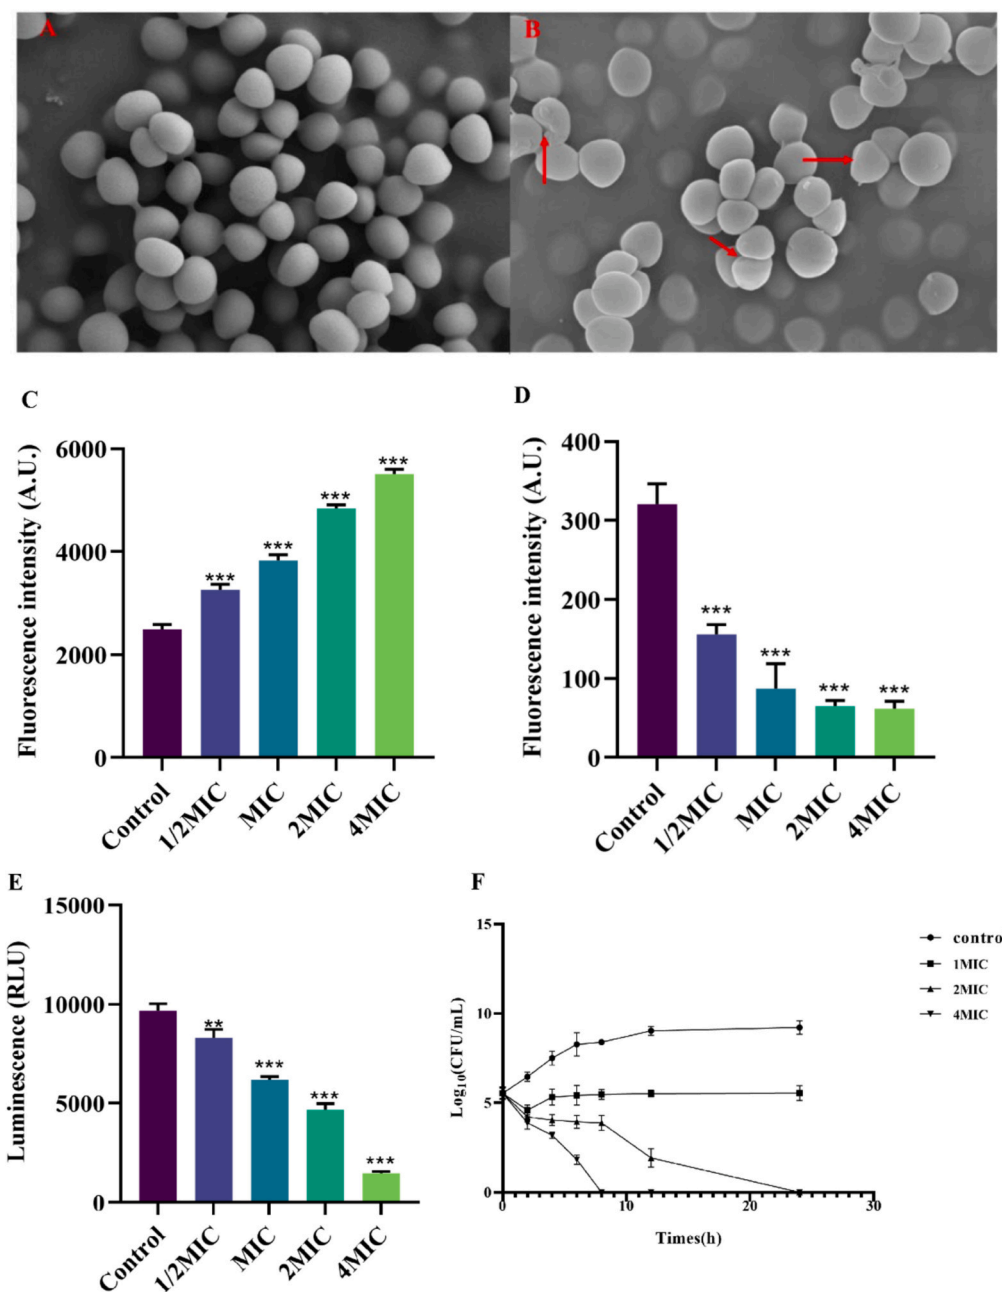 A
B
C
Fluorescence intensity (A.U.)
6000
4000
2000
0
***
***
***
***
Control
1/2MIC
MIC
2MIC
4MIC
D
Fluorescence intensity (A.U.)
400
300
200
100
0
***
***
***
***
Control
1/2MIC
MIC
2MIC
4MIC
E
Luminescence (RLU)
15000
10000
5000
0
**
***
***
***
Control
1/2MIC
MIC
2MIC
4MIC
F
Log10(CFU/mL)
15
10
5
0
0
10
20
30
Times(h)
contro
1MIC
2MIC
4MIC